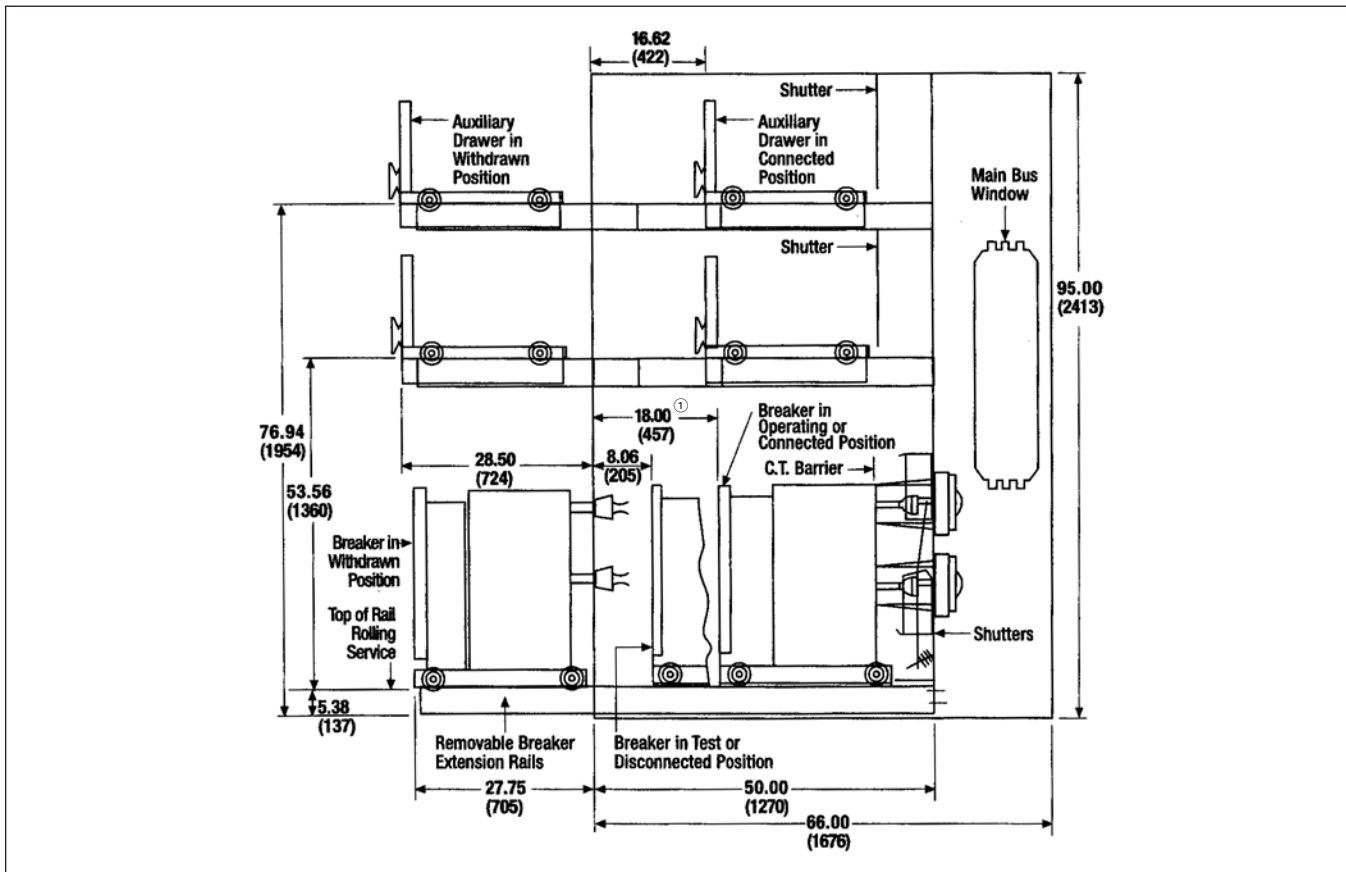 16.62
(422)
Shutter
Auxiliary
Drawer in
Withdrawn
Position
Auxiliary
Drawer in
Connected
Position
Main Bus
Window
Shutter
95.00
(2413)
76.94
(1954)
53.56
(1360)
18.00 ①
(457)
Breaker in
Operating or
Connected Position
28.50
(724)
8.06
(205)
C.T. Barrier
Breaker in
Withdrawn
Position
Top of Rail
Rolling
Service
Shutters
5.38
(137)
Removable Breaker
Extension Rails
Breaker in Test or
Disconnected Position
27.75
(705)
50.00
(1270)
66.00
(1676)